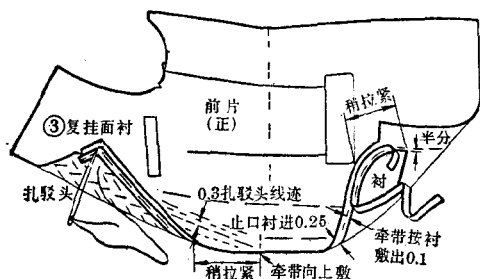 稍拉紧
前片
(正)
半分
③复挂面衬
衬
扎驳头
0.3扎驳头线迹
止口衬进0.25
牵带按衬
敷出0.1
稍拉紧
牵带向上敷